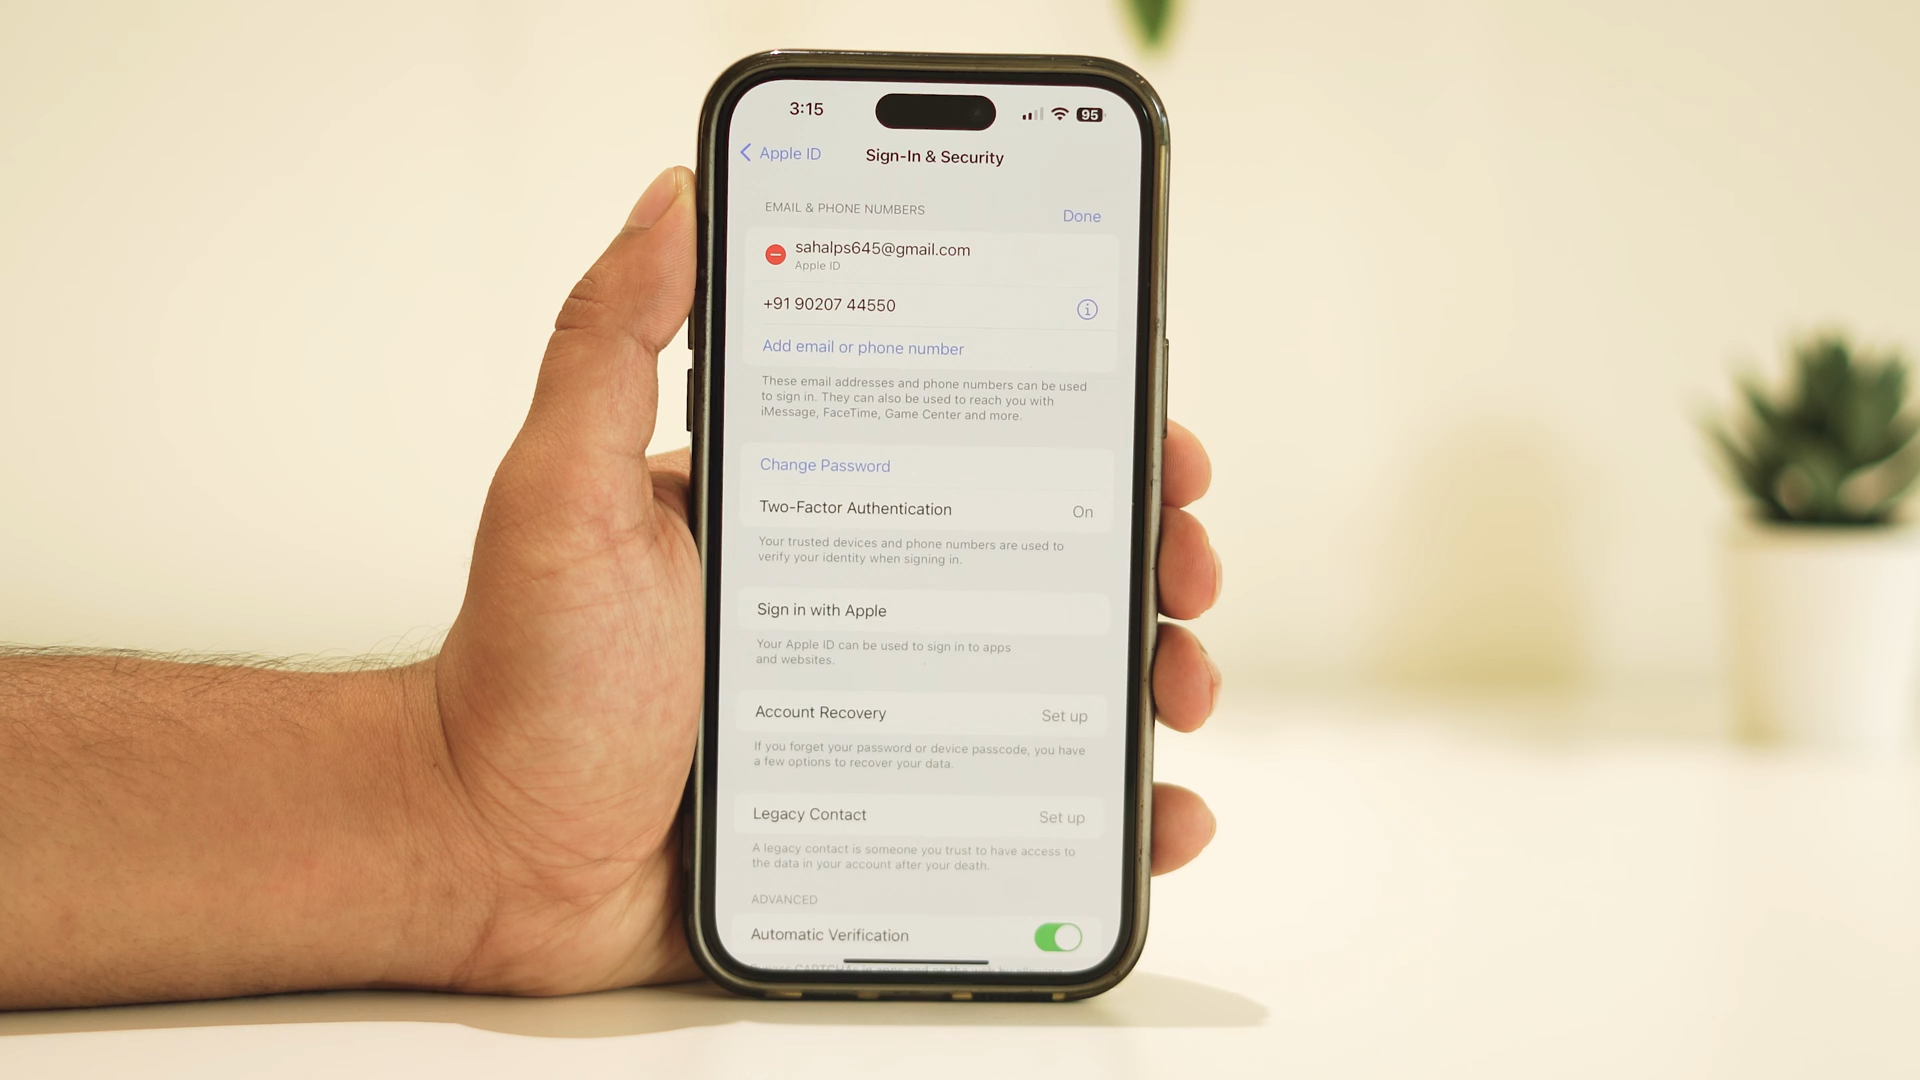 3:15
95
Apple ID
Sign-In & Security
EMAIL & PHONE NUMBERS
Done
sahalps645@gmail.com
Apple ID
+91 90207 44550
Add email or phone number
These email addresses and phone numbers can be used
to sign in. They can also be used to reach you with
iMessage, FaceTime, Game Center and more.
Change Password
Two-Factor Authentication
On
Your trusted devices and phone numbers are used to
verify your identity when signing in.
Sign in with Apple
Your Apple ID can be used to sign in to apps
and websites.
Account Recovery
Set up
If you forget your password or device passcode, you have
a few options to recover your data.
Legacy Contact
Set up
A legacy contact is someone you trust to have access to
the data in your account after your death.
ADVANCED
Automatic Verification